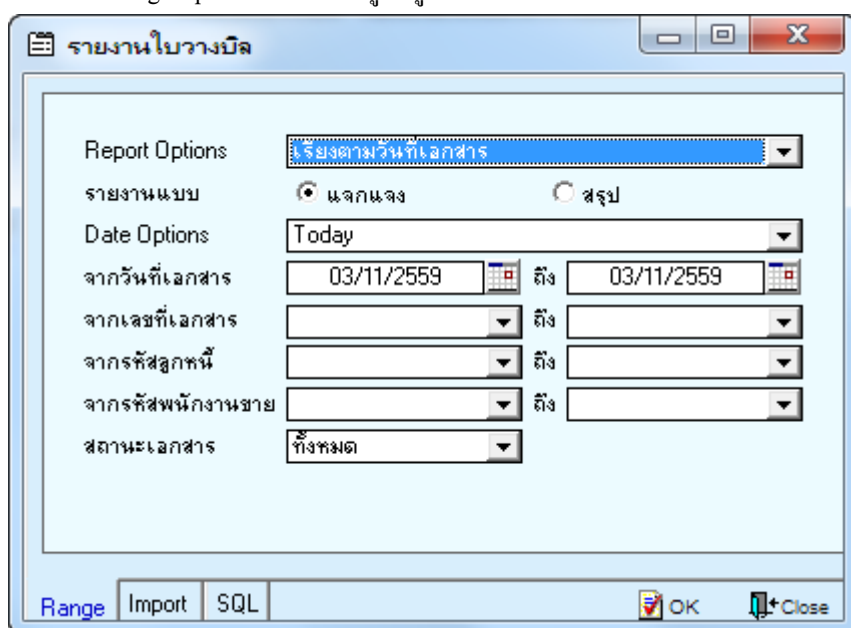 รายงานใบวางบิล
Report Options เรียงตามวันที่เอกสาร
รายงานแบบ แจกแจง สรุป
Date Options Today
จากวันที่เอกสาร 03/11/2559 ถึง 03/11/2559
จากเลขที่เอกสาร ถึง
จากรหัสลูกหนี้ ถึง
จากรหัสพนักงานขาย ถึง
สถานะเอกสาร ทั้งหมด
Range Import SQL OK Close